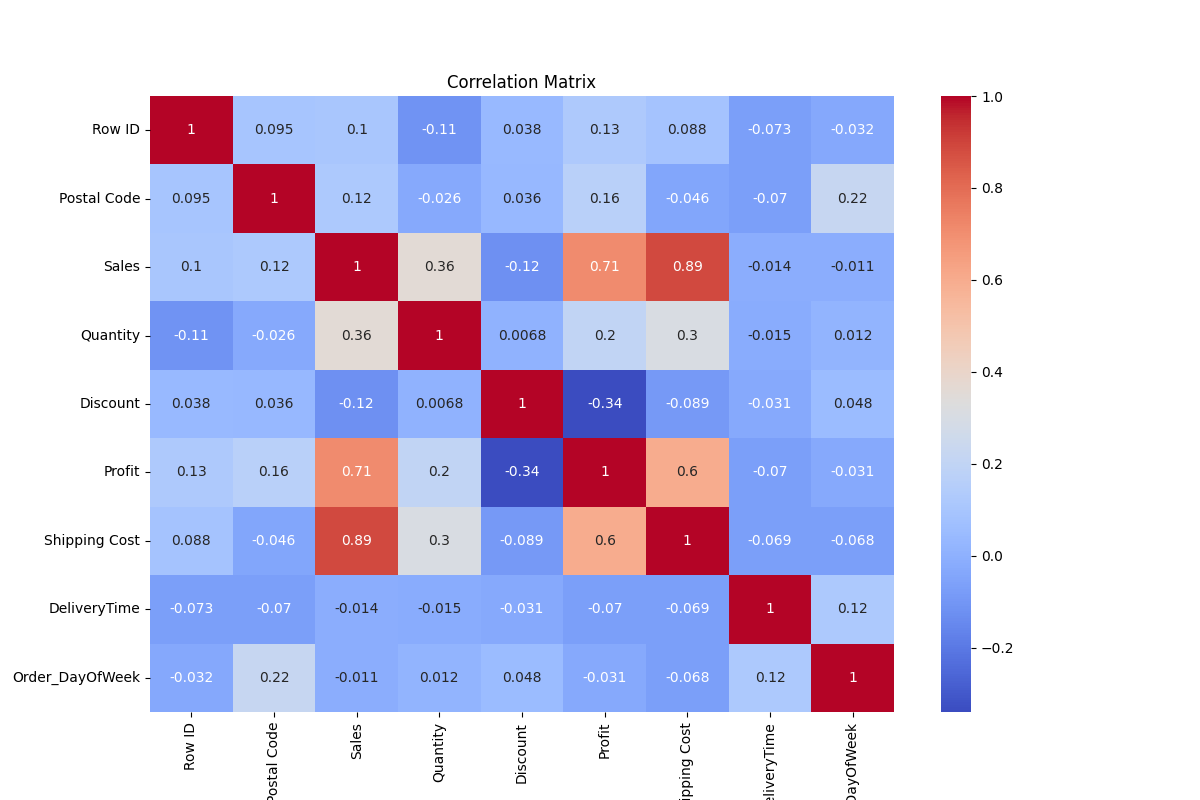 Correlation Matrix
Row ID 1 0.095 0.1 -0.11 0.038 0.13 0.088 -0.073 -0.032
Postal Code 0.095 1 0.12 -0.026 0.036 0.16 -0.046 -0.07 0.22
Sales 0.1 0.12 1 0.36 -0.12 0.71 0.89 -0.014 -0.011
Quantity -0.11 -0.026 0.36 1 0.0068 0.2 0.3 -0.015 0.012
Discount 0.038 0.036 -0.12 0.0068 1 -0.34 -0.089 -0.031 0.048
Profit 0.13 0.16 0.71 0.2 -0.34 1 0.6 -0.07 -0.031
Shipping Cost 0.088 -0.046 0.89 0.3 -0.089 0.6 1 -0.069 -0.068
DeliveryTime -0.073 -0.07 -0.014 -0.015 -0.031 -0.07 -0.069 1 0.12
Order_DayOfWeek -0.032 0.22 -0.011 0.012 0.048 -0.031 -0.068 0.12 1
Row ID
Postal Code
Sales
Quantity
Discount
Profit
ipping Cost
eliveryTime
DayOfWeek
1.0
0.8
0.6
0.4
0.2
0.0
−0.2